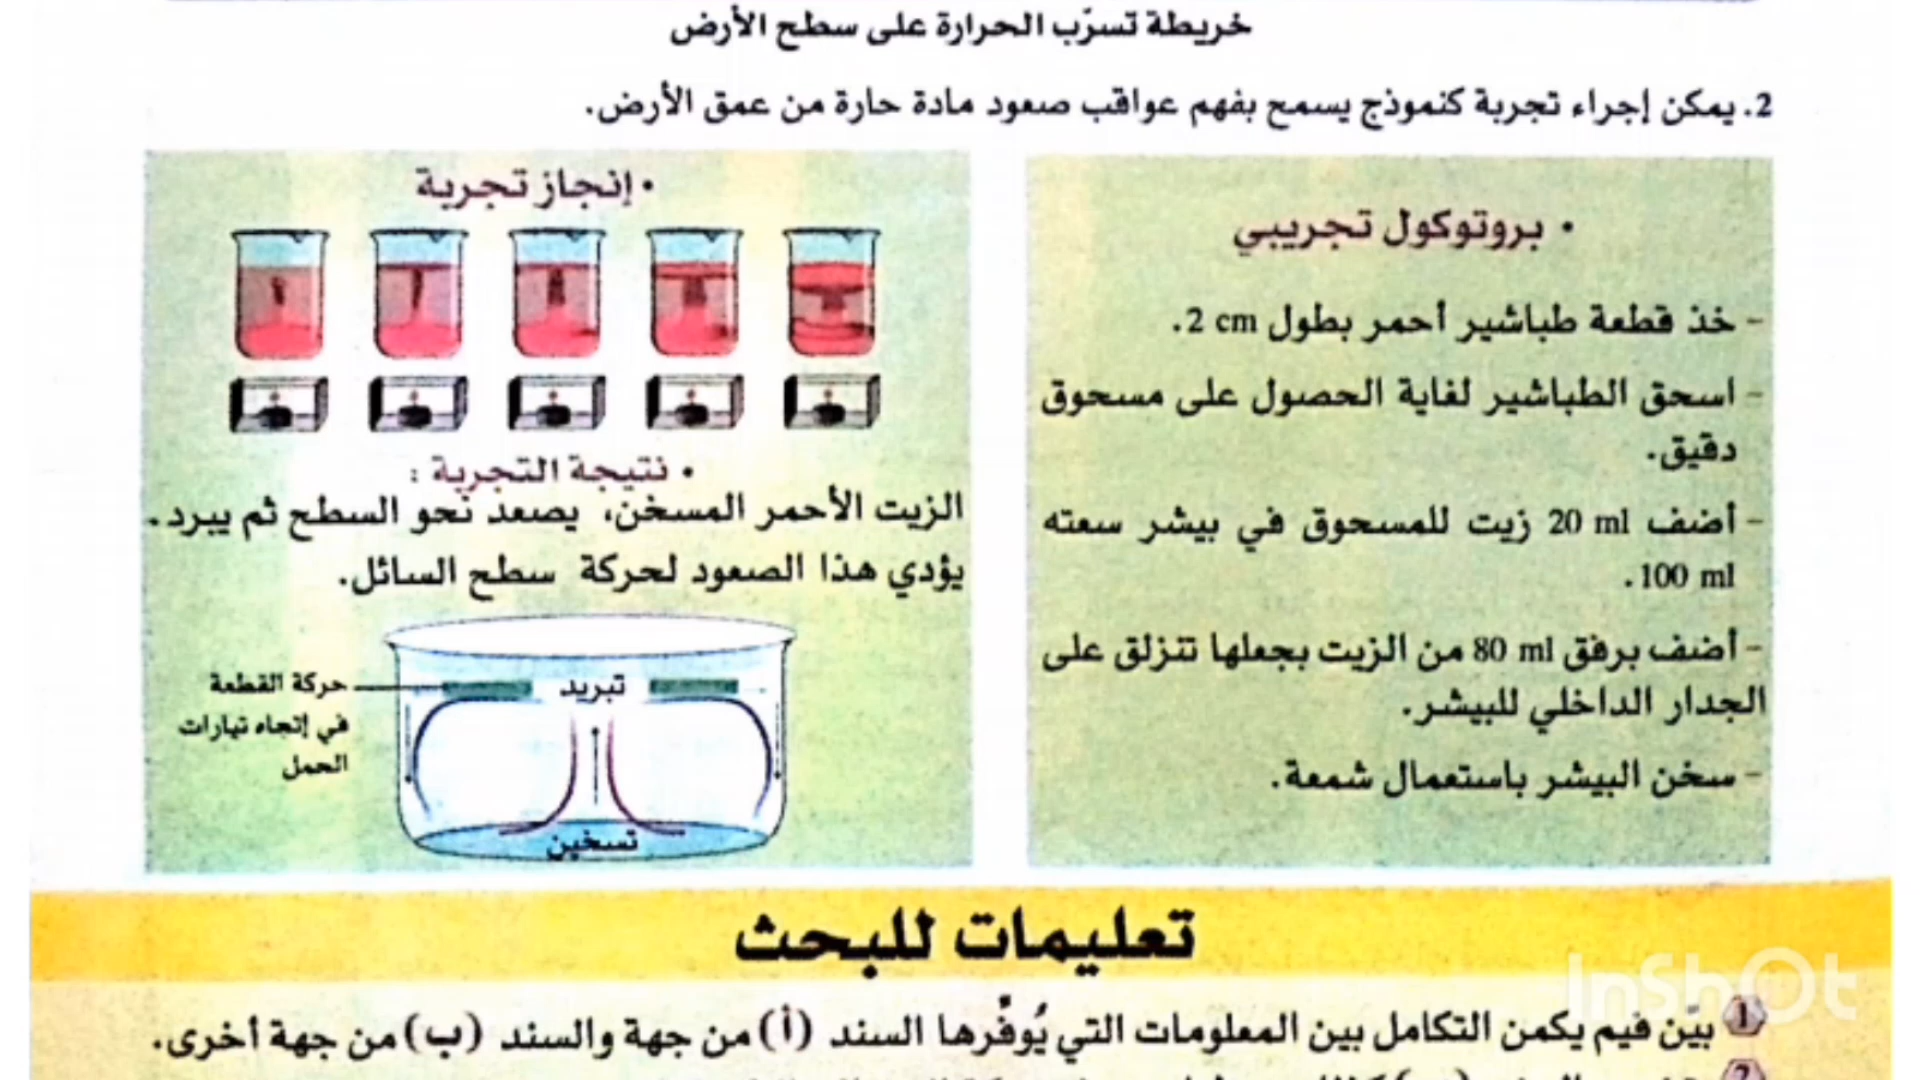 خريطة تسرّب الحرارة على سطح الأرض
2. يمكن إجراء تجربة كنموذج يسمح بفهم عواقب صعود مادة حارة من عمق الأرض.
• بروتوكول تجريبي
- خذ قطعة طباشير أحمر بطول 2 cm.
- اسحق الطباشير لغاية الحصول على مسحوق
دقيق.
- أضف 20 ml زيت للمسحوق في بيشر سعته
100 ml.
- أضف برفق 80 ml من الزيت بجعلها تتزلق على
الجدار الداخلي للبيشر.
- سخن البيشر باستعمال شمعة.
• إنجاز تجربة
• نتيجة التجربة :
الزيت الأحمر المسخن، يصعد نحو السطح ثم يبرد.
يؤدي هذا الصعود لحركة سطح السائل.
تبريد
حركة القطعة
في إتجاه تيارات
الحمل
تسخين
تعليمات للبحث
1 بيّن فيم يكمن التكامل بين المعلومات التي يُوفّرها السند (أ) من جهة والسند (ب) من جهة أخرى.
2
InShOt